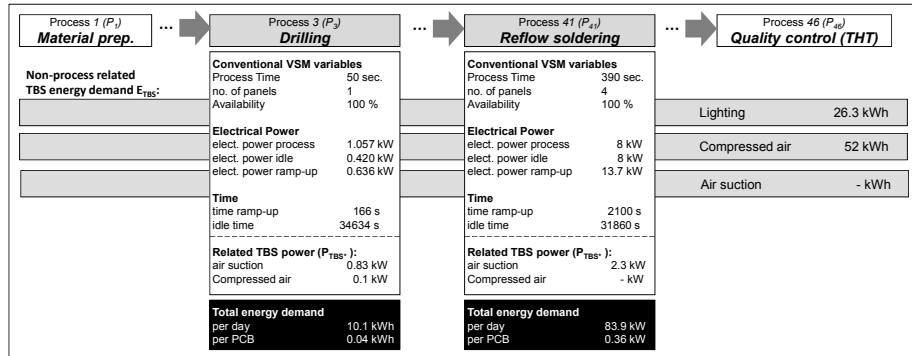 Process 1 (P1)
Material prep.
...
Process 3 (P3)
Drilling
...
Process 41 (P41)
Reflow soldering
...
Process 46 (P46)
Quality control (THT)
Non-process related
TBS energy demand ETBS:
Conventional VSM variables
Process Time 50 sec.
no. of panels 1
Availability 100 %
Electrical Power
elect. power process 1.057 kW
elect. power idle 0.420 kW
elect. power ramp-up 0.636 kW
Time
time ramp-up 166 s
idle time 34634 s
Related TBS power (PTBS*):
air suction 0.83 kW
Compressed air 0.1 kW
Total energy demand
per day 10.1 kWh
per PCB 0.04 kWh
Conventional VSM variables
Process Time 390 sec.
no. of panels 4
Availability 100 %
Electrical Power
elect. power process 8 kW
elect. power idle 8 kW
elect. power ramp-up 13.7 kW
Time
time ramp-up 2100 s
idle time 31860 s
Related TBS power (PTBS*):
air suction 2.3 kW
Compressed air - kW
Total energy demand
per day 83.9 kW
per PCB 0.36 kW
Lighting 26.3 kWh
Compressed air 52 kWh
Air suction - kWh